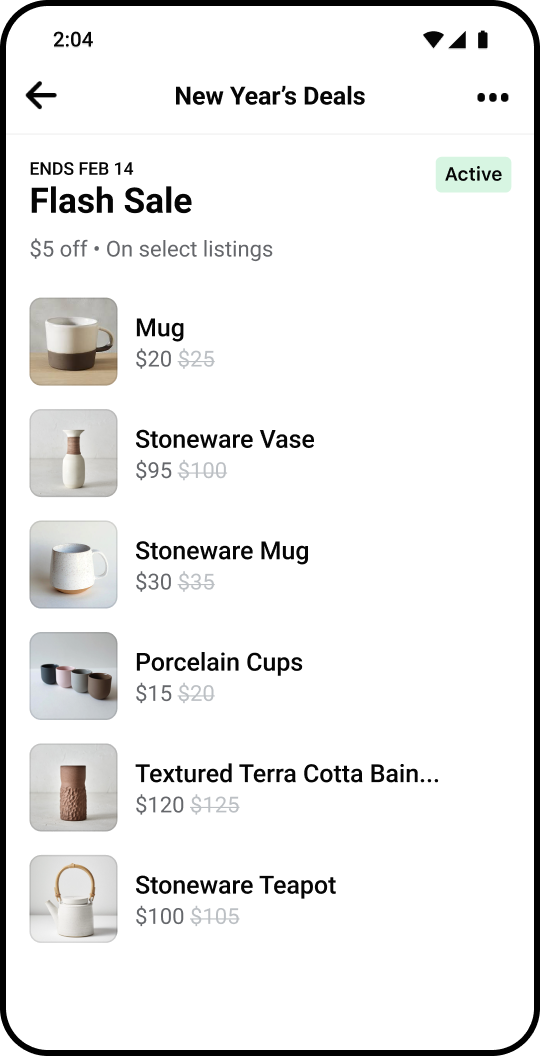 2:04
New Year’s Deals
ENDS FEB 14
Active
Flash Sale
$5 off • On select listings
Mug
$20 $25
Stoneware Vase
$95 $100
Stoneware Mug
$30 $35
Porcelain Cups
$15 $20
Textured Terra Cotta Bain...
$120 $125
Stoneware Teapot
$100 $105